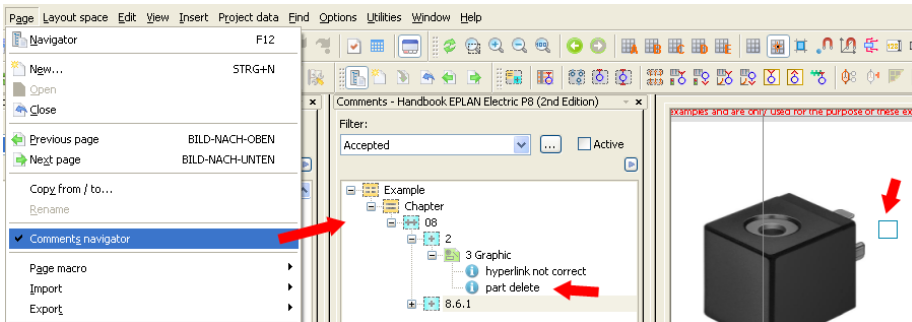 Page Layout space Edit View Insert Project data Find Options Utilities Window Help
Navigator F12
New... STRG+N
Open
Close
Previous page BILD-NACH-OBEN
Next page BILD-NACH-UNTEN
Copy from / to...
Rename
Comments navigator
Page macro
Import
Export
Comments - Handbook EPLAN Electric P8 (2nd Edition)
Filter:
Accepted ... Active
Example
Chapter
08
2
3 Graphic
hyperlink not correct
part delete
8.6.1
examples and are only used for the purpose of these ex